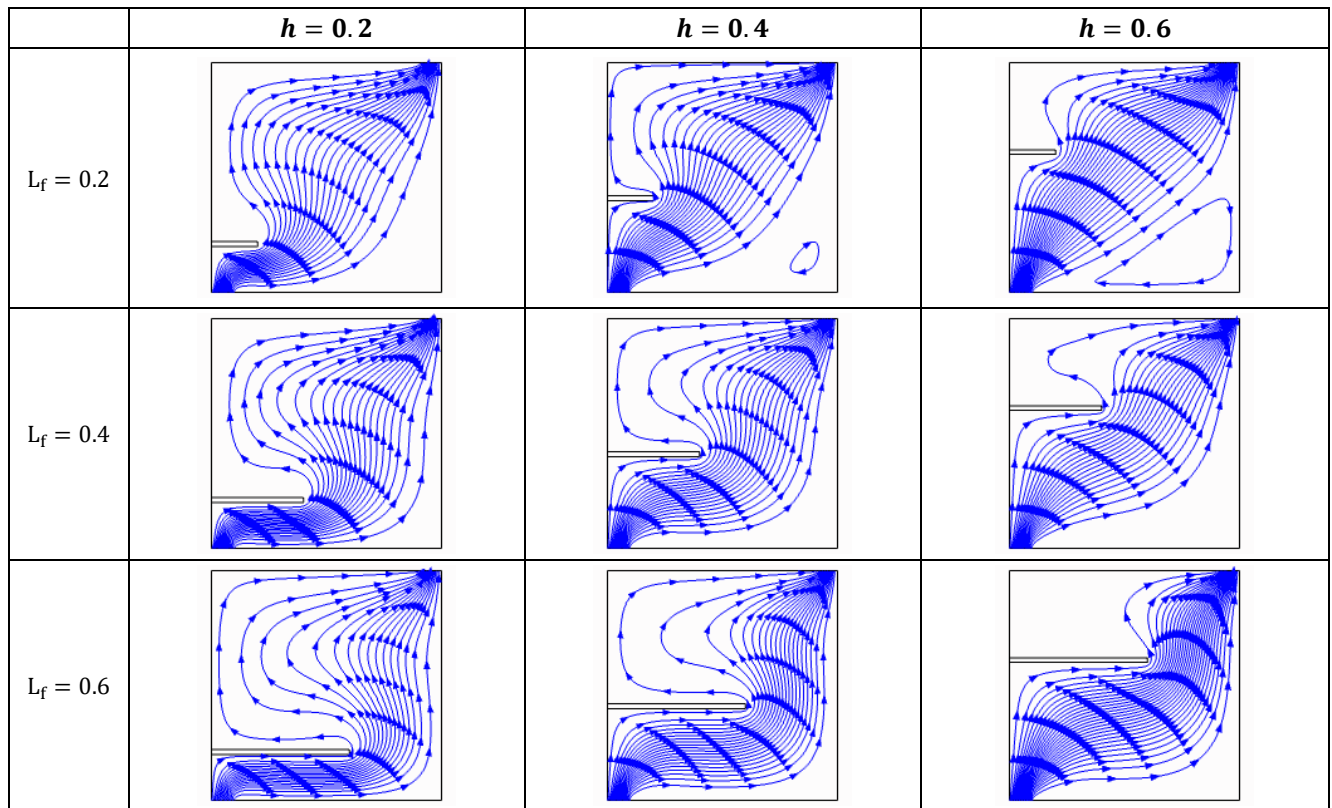 h = 0.2 h = 0.4 h = 0.6
L_f = 0.2
L_f = 0.4
L_f = 0.6